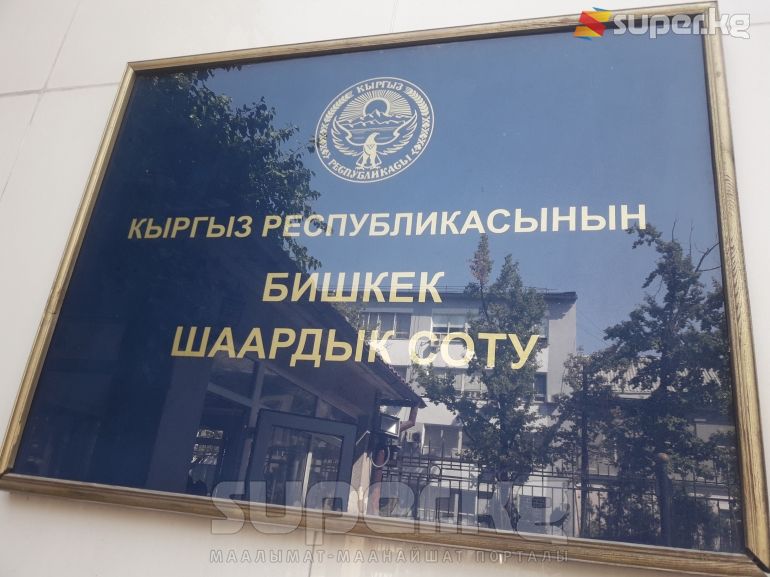 super.kg
КЫРГЫЗ
РЕСПУБЛИКАСЫ
КЫРГЫЗ РЕСПУБЛИКАСЫНЫН
БИШКЕК
ШААРДЫК СОТУ
super.kg
МААЛЫМАТ-МААНАЙШАТ ПОРТАЛЫ